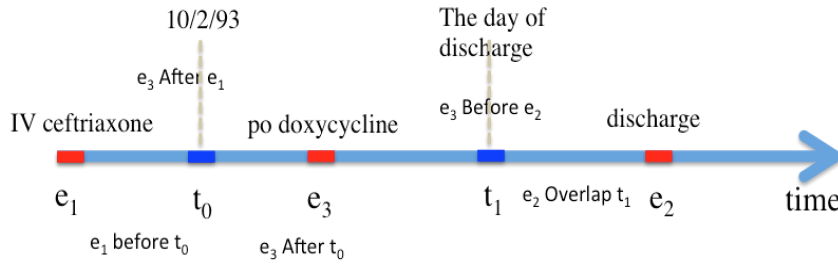 10/2/93
The day of
discharge
e3 After e1
e3 Before e2
IV ceftriaxone
po doxycycline
discharge
e1
t0
e3
t1
e2 Overlap t1
e2
time
e1 before t0
e3 After t0